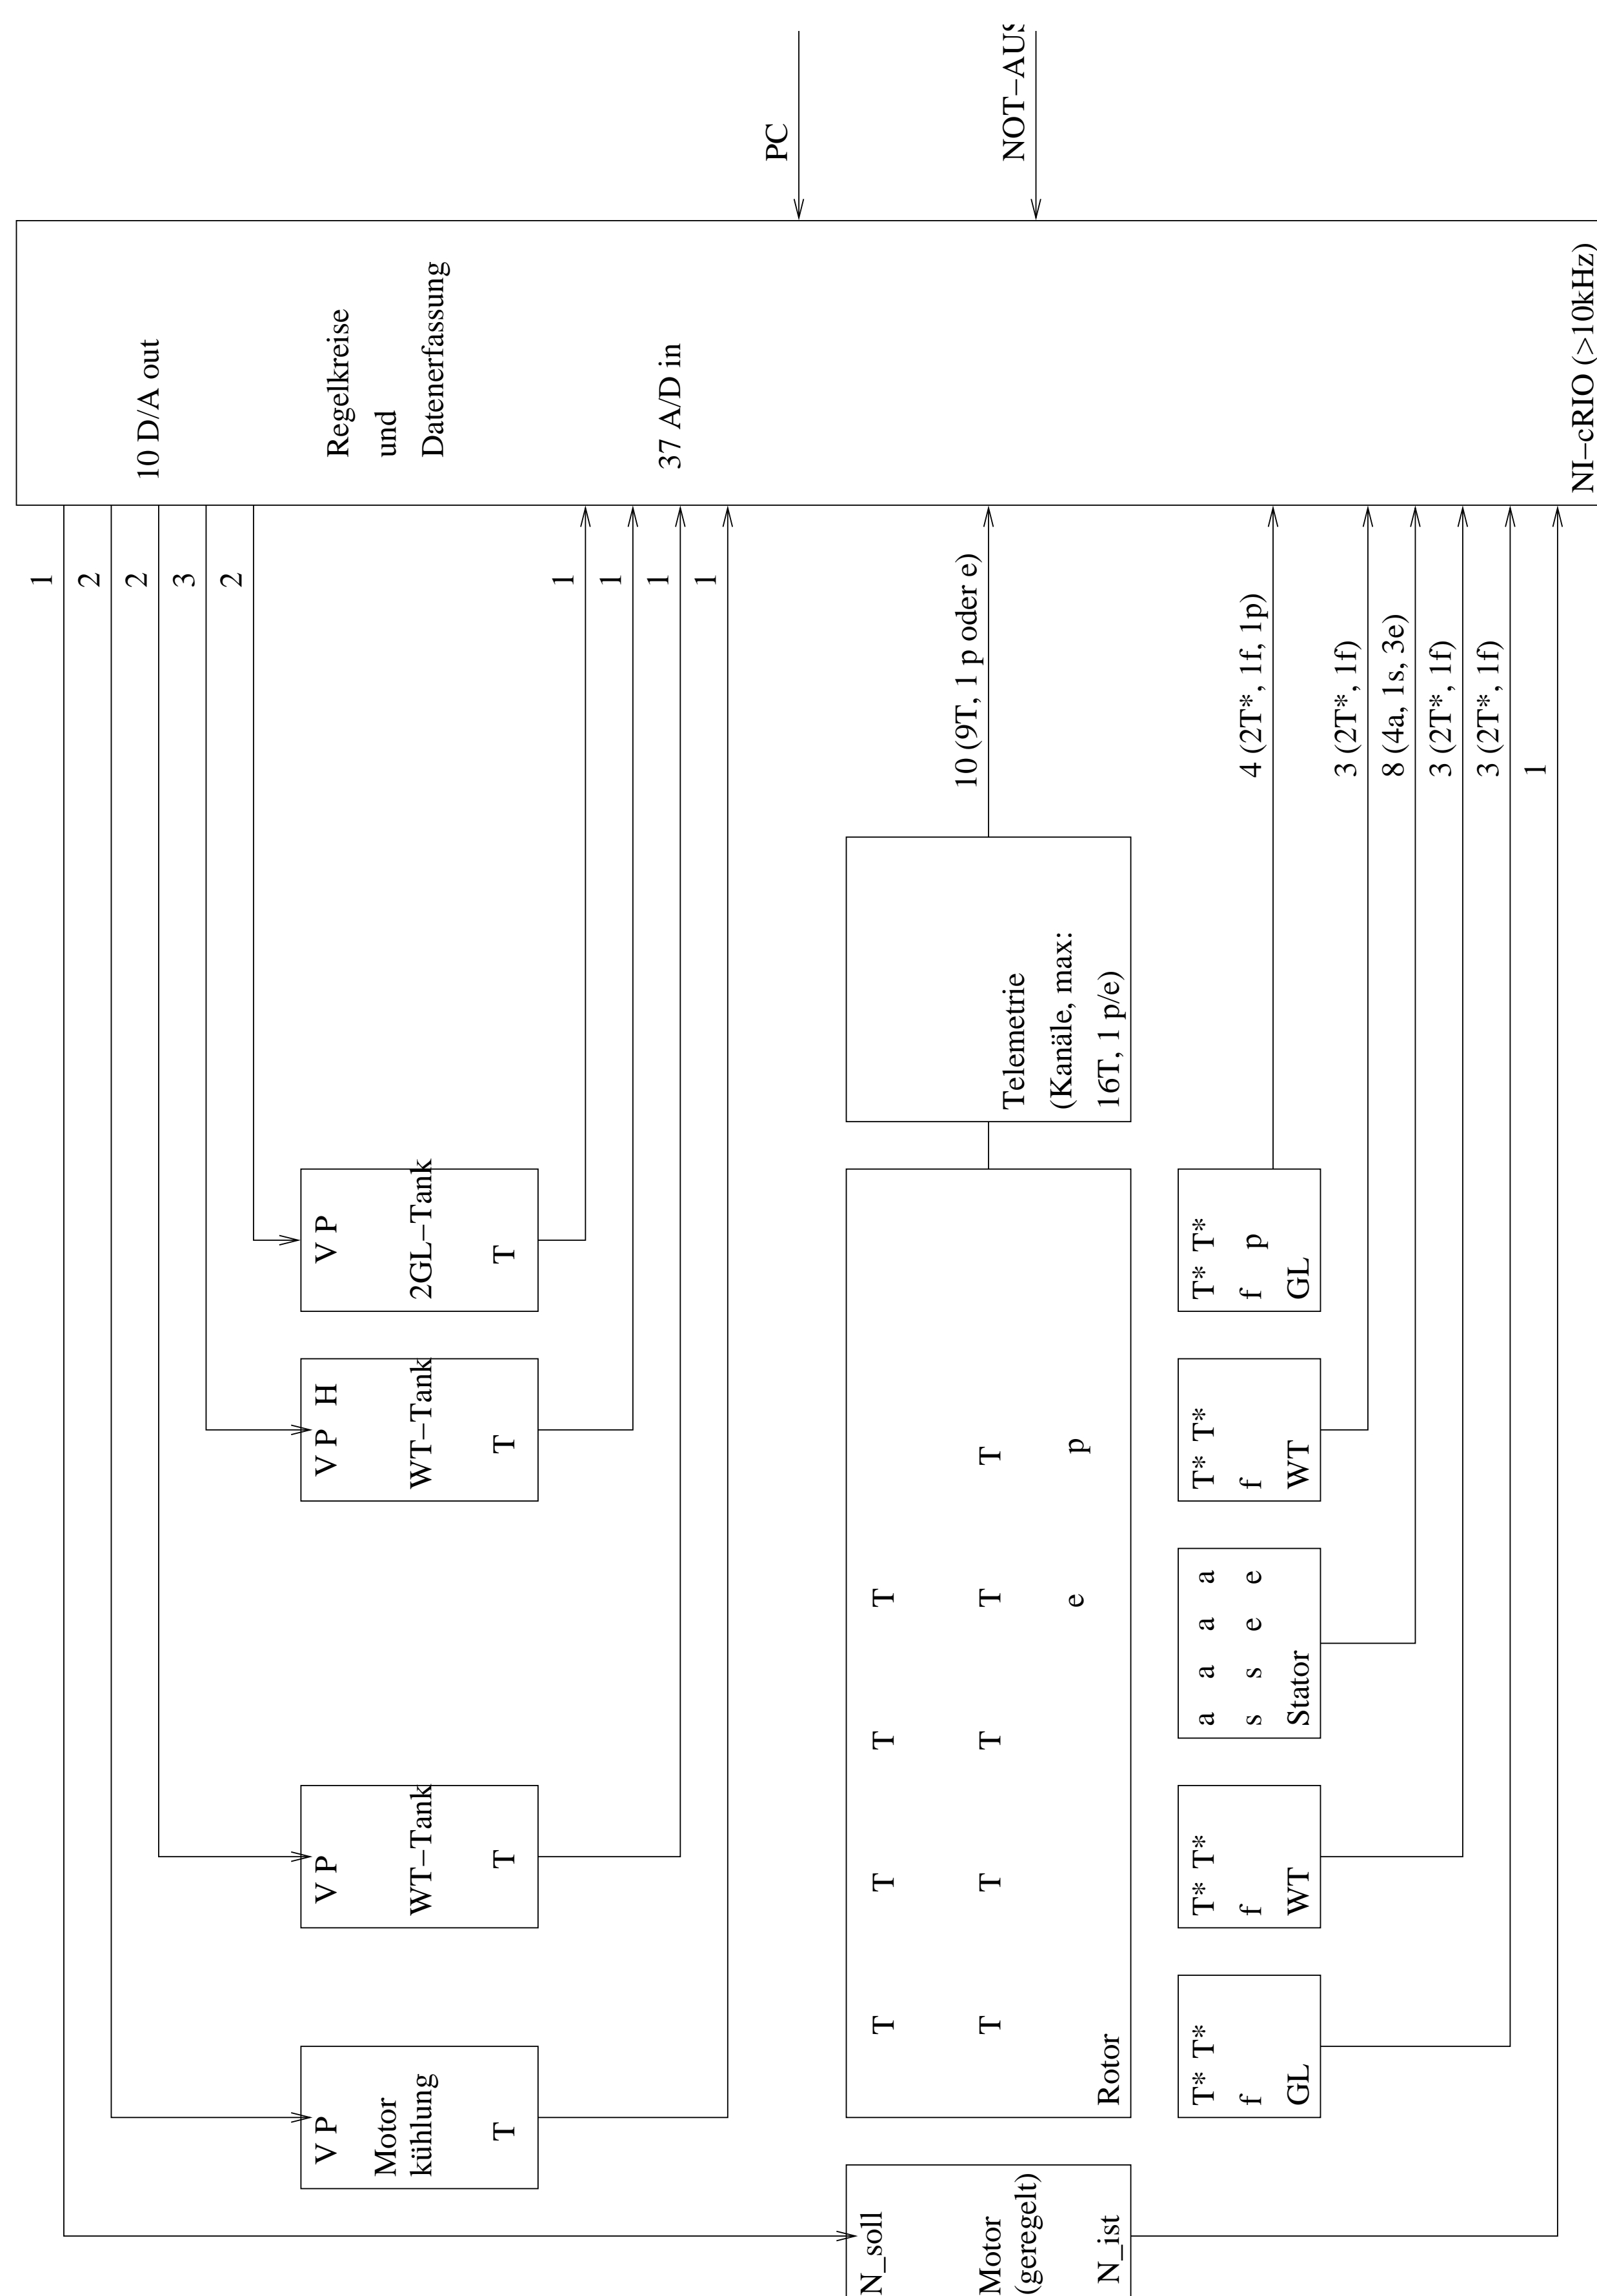 1
2
2
3
2
10 D/A out
Regelkreise
und
Datenerfassung
37 A/D in
NI−cRIO (>10kHz)
PC
NOT−AUS
V P
Motor
kühlung
T
V P
WT−Tank
T
V P H
WT−Tank
T
V P
2GL−Tank
T
1
1
1
1
N_soll
Motor
(geregelt)
N_ist
T T T T
T T T T T
e p
Rotor
Telemetrie
(Kanäle, max:
16T, 1 p/e)
10 (9T, 1 p oder e)
T* T*
f
GL
T* T*
f
WT
a a a a
s s e e
Stator
T* T*
f
WT
T* T*
f p
GL
4 (2T*, 1f, 1p)
3 (2T*, 1f)
8 (4a, 1s, 3e)
3 (2T*, 1f)
3 (2T*, 1f)
1